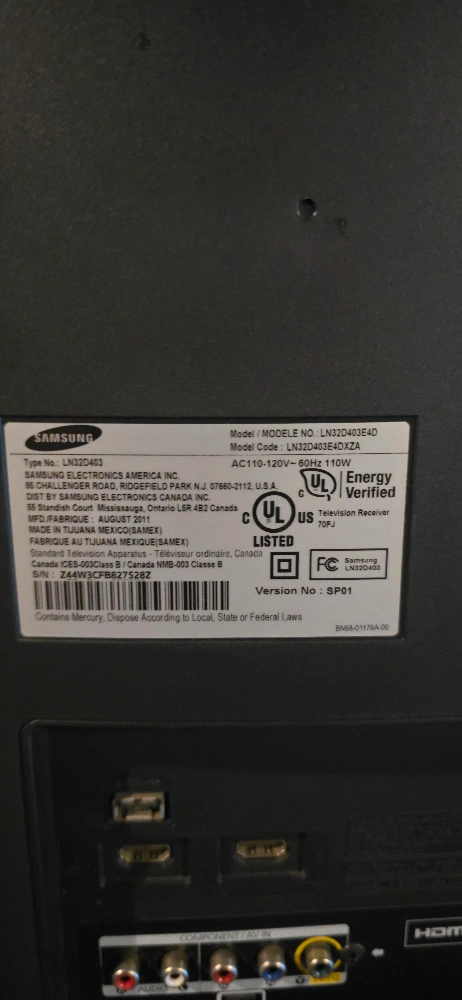 SAMSUNG
Model / MODELE NO.: LN32D403E4D
Model Code : LN32D403E4DXZA
Type No.: LN32D403
AC110-120V~ 60Hz 110W
SAMSUNG ELECTRONICS AMERICA INC.
85 CHALLENGER ROAD, RIDGEFIELD PARK N.J. 07660-2112, U.S.A.
DIST BY SAMSUNG ELECTRONICS CANADA INC.
55 Standish Court Mississauga, Ontario L5R 4B2 Canada
MFD./FABRIQUE : AUGUST 2011
MADE IN TIJUANA MEXICO(SAMEX)
FABRIQUE AU TIJUANA MEXIQUE(SAMEX)
Standard Television Apparatus - Téléviseur ordinaire, Canada
Canada ICES-003Class B / Canada NMB-003 Classe B
S/N : Z44W3CFB827528Z
C UL Energy
Verified
C UL US
LISTED
Television Receiver
70FJ
FC Samsung
LN32D403
Version No : SP01
Contains Mercury, Dispose According to Local, State or Federal Laws
BN68-01176A-00
COMPONENT / AV IN
AUDIO
HDMI